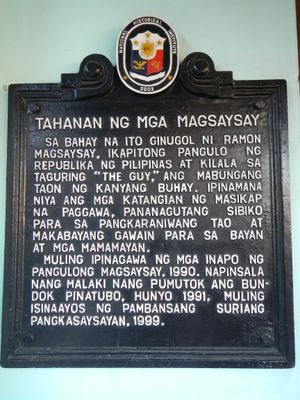 NATIONAL HISTORICAL INSTITUTE
2003
TAHANAN NG MGA MAGSAYSAY
SA BAHAY NA ITO GINUGOL NI RAMON
MAGSAYSAY, IKAPITONG PANGULO NG
REPUBLIKA NG PILIPINAS AT KILALA SA
TAGURING "THE GUY," ANG MABUNGANG
TAON NG KANYANG BUHAY. IPINAMANA
NIYA ANG MGA KATANGIAN NG MASIKAP
NA PAGGAWA, PANANAGUTANG SIBIKO
PARA SA PANGKARANIWANG TAO AT
MAKABAYANG GAWAIN PARA SA BAYAN
AT MGA MAMAMAYAN.
MULING IPINAGAWA NG MGA INAPO NG
PANGULONG MAGSAYSAY, 1990. NAPINSALA
NANG MALAKI NANG PUMUTOK ANG BUN-
DOK PINATUBO, HUNYO 1991. MULING
ISINAAYOS NG PAMBANSANG SURIANG
PANGKASAYSAYAN, 1999.